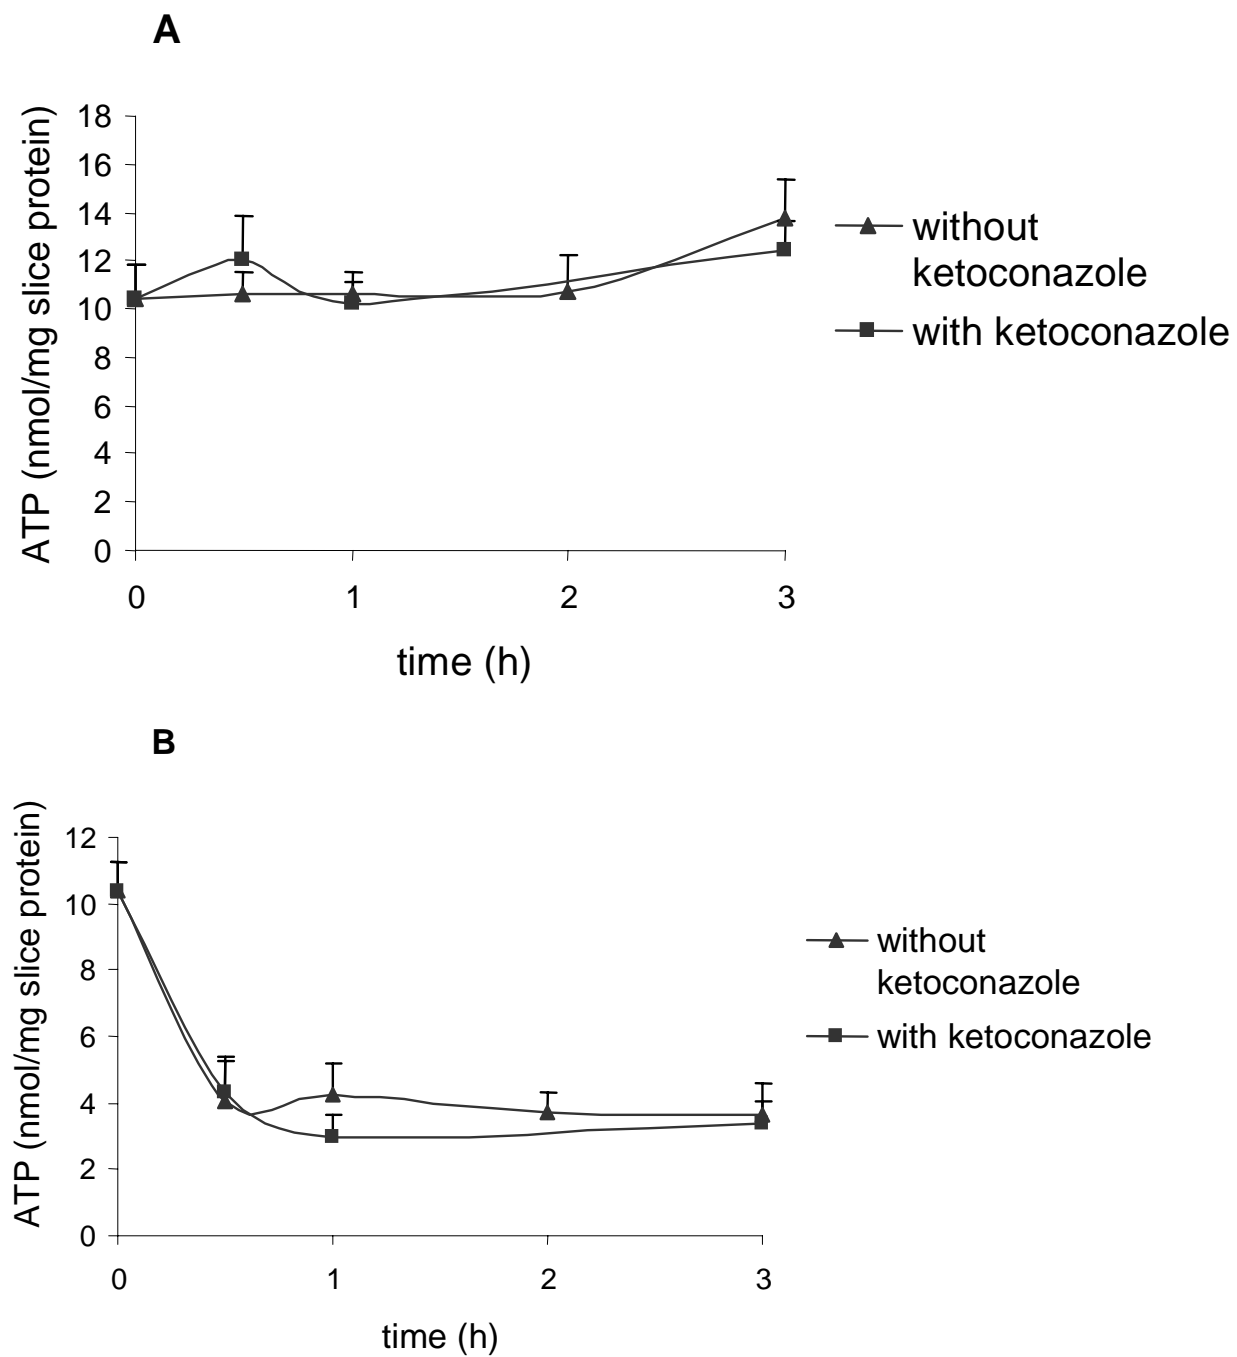 A
ATP (nmol/mg slice protein)
18
16
14
12
10
8
6
4
2
0
0 1 2 3
time (h)
without
ketoconazole
with ketoconazole
B
ATP (nmol/mg slice protein)
12
10
8
6
4
2
0
0 1 2 3
time (h)
without
ketoconazole
with ketoconazole